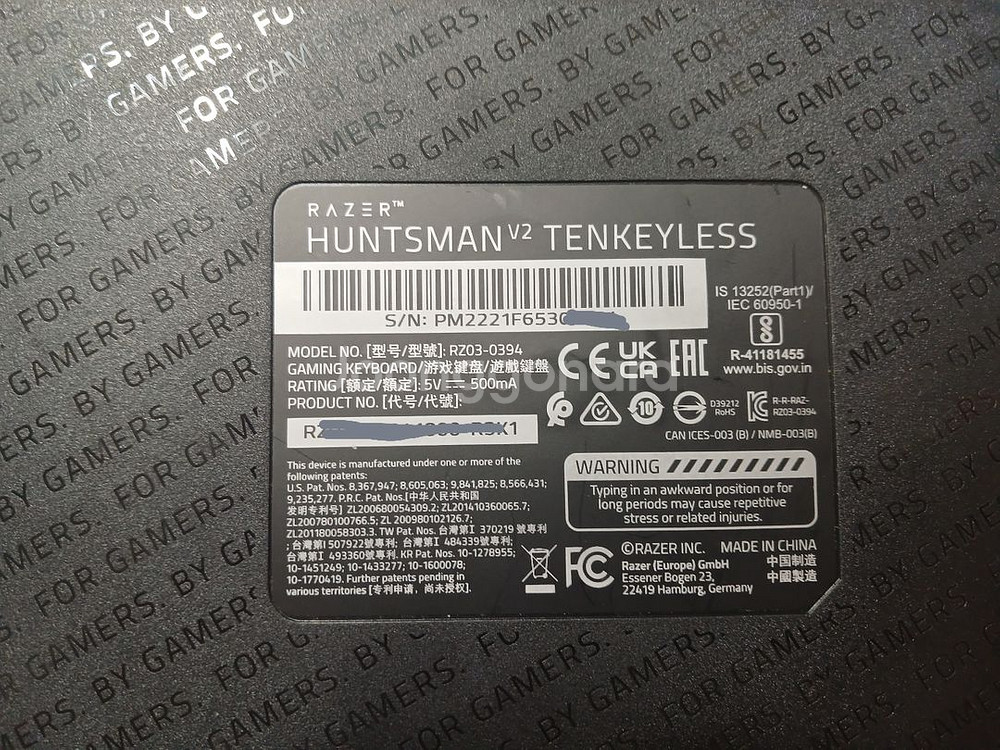 RAZER™
HUNTSMAN V2 TENKEYLESS
S/N: PM2221F653
IS 13252(Part1)/
IEC 60950-1
R-41181455
www.bis.gov.in
MODEL NO. [型号/型號]: RZ03-0394
GAMING KEYBOARD/游戏键盘/遊戲鍵盤
RATING [额定/額定]: 5V ⎓ 500mA
PRODUCT NO. [代号/代號]:
CE UK CA EAC
10
D39212
RoHS
R-R-RAZ-
RZ03-0394
CAN ICES-003 (B) / NMB-003(B)
This device is manufactured under one or more of the
following patents:
U.S. Pat. Nos. 8,367,947; 8,605,063; 9,841,825; 8,566,431;
9,235,277. P.R.C. Pat. Nos.[中华人民共和国
发明专利号] ZL200680054309.2; ZL201410360065.7;
ZL200780100766.5; ZL 200980102126.7;
ZL201180058303.3. TW Pat. Nos. 台灣第I 370219 號專利
; 台灣第I 507922號專利; 台灣第I 484339號專利;
台灣第I 493360號專利. KR Pat. Nos. 10-1278955;
10-1451249; 10-1433277; 10-1600078;
10-1770419. Further patents pending in
various territories [专利申请，尚未授权].
WARNING
Typing in an awkward position or for
long periods may cause repetitive
stress or related injuries.
FC
©RAZER INC. MADE IN CHINA
Razer (Europe) GmbH 中国制造
Essener Bogen 23, 中國製造
22419 Hamburg, Germany
FOR GAMERS. BY GAMERS.